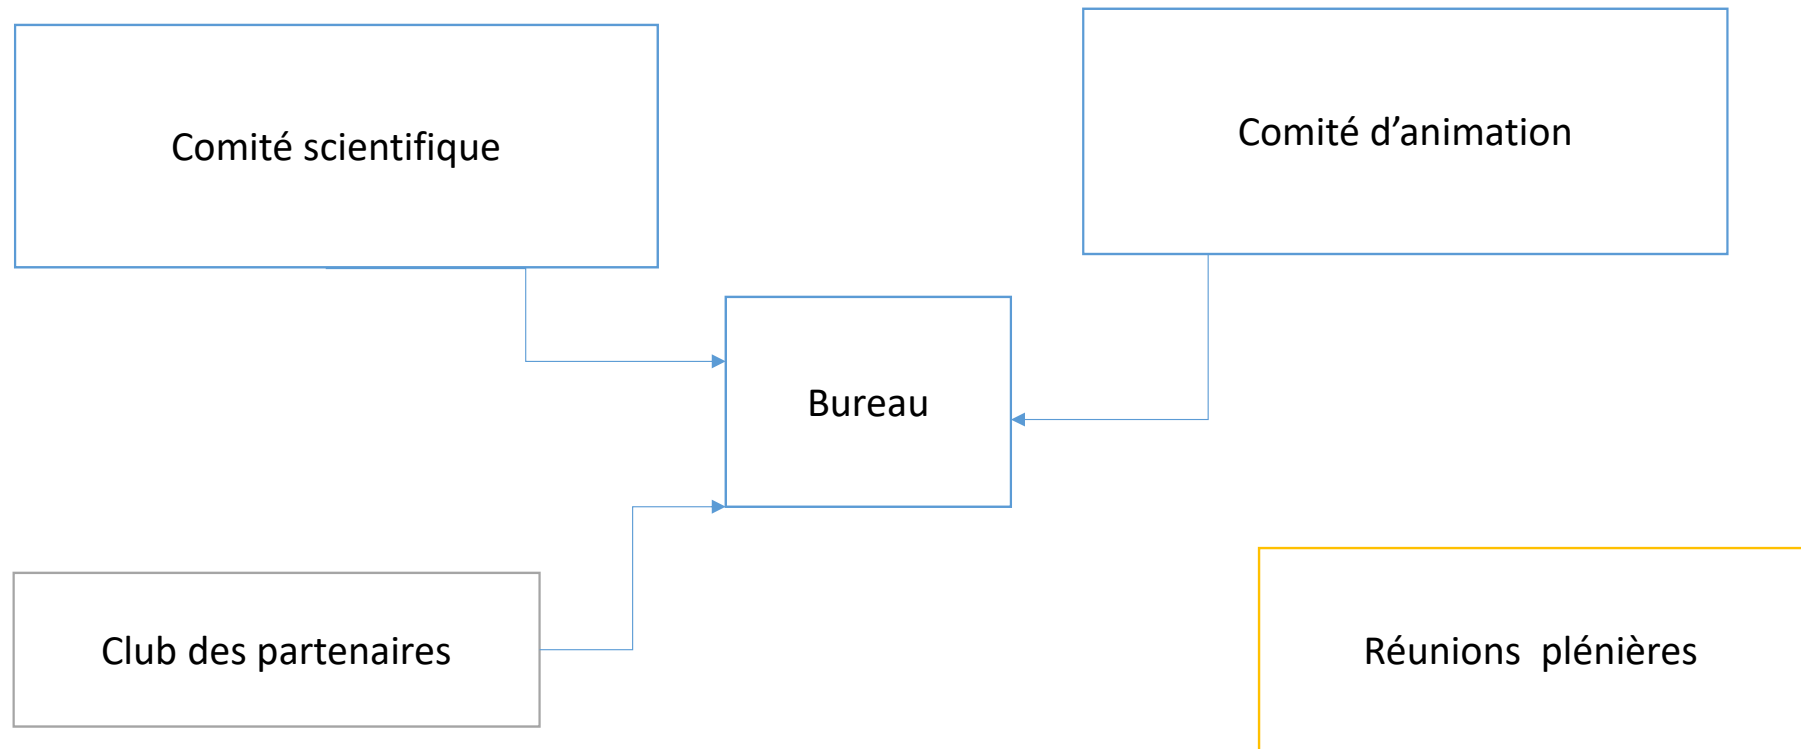 Comité scientifique
Comité d’animation
Bureau
Club des partenaires
Réunions  plénières